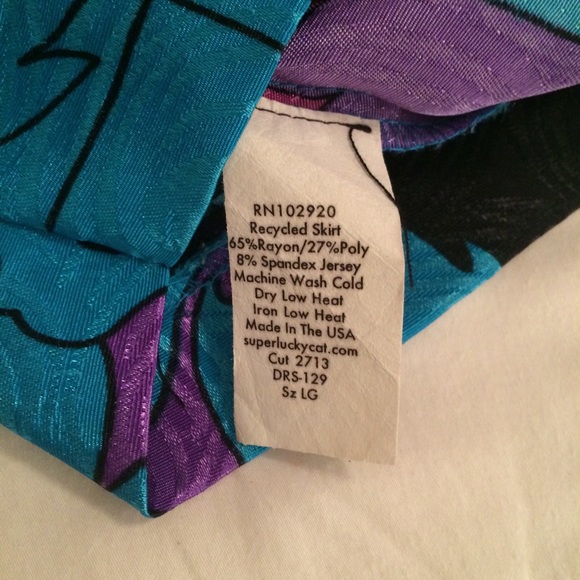 RN102920
Recycled Skirt
65%Rayon/27%Poly
8% Spandex Jersey
Machine Wash Cold
Dry Low Heat
Iron Low Heat
Made In The USA
superluckycat.com
Cut 2713
DRS-129
Sz LG